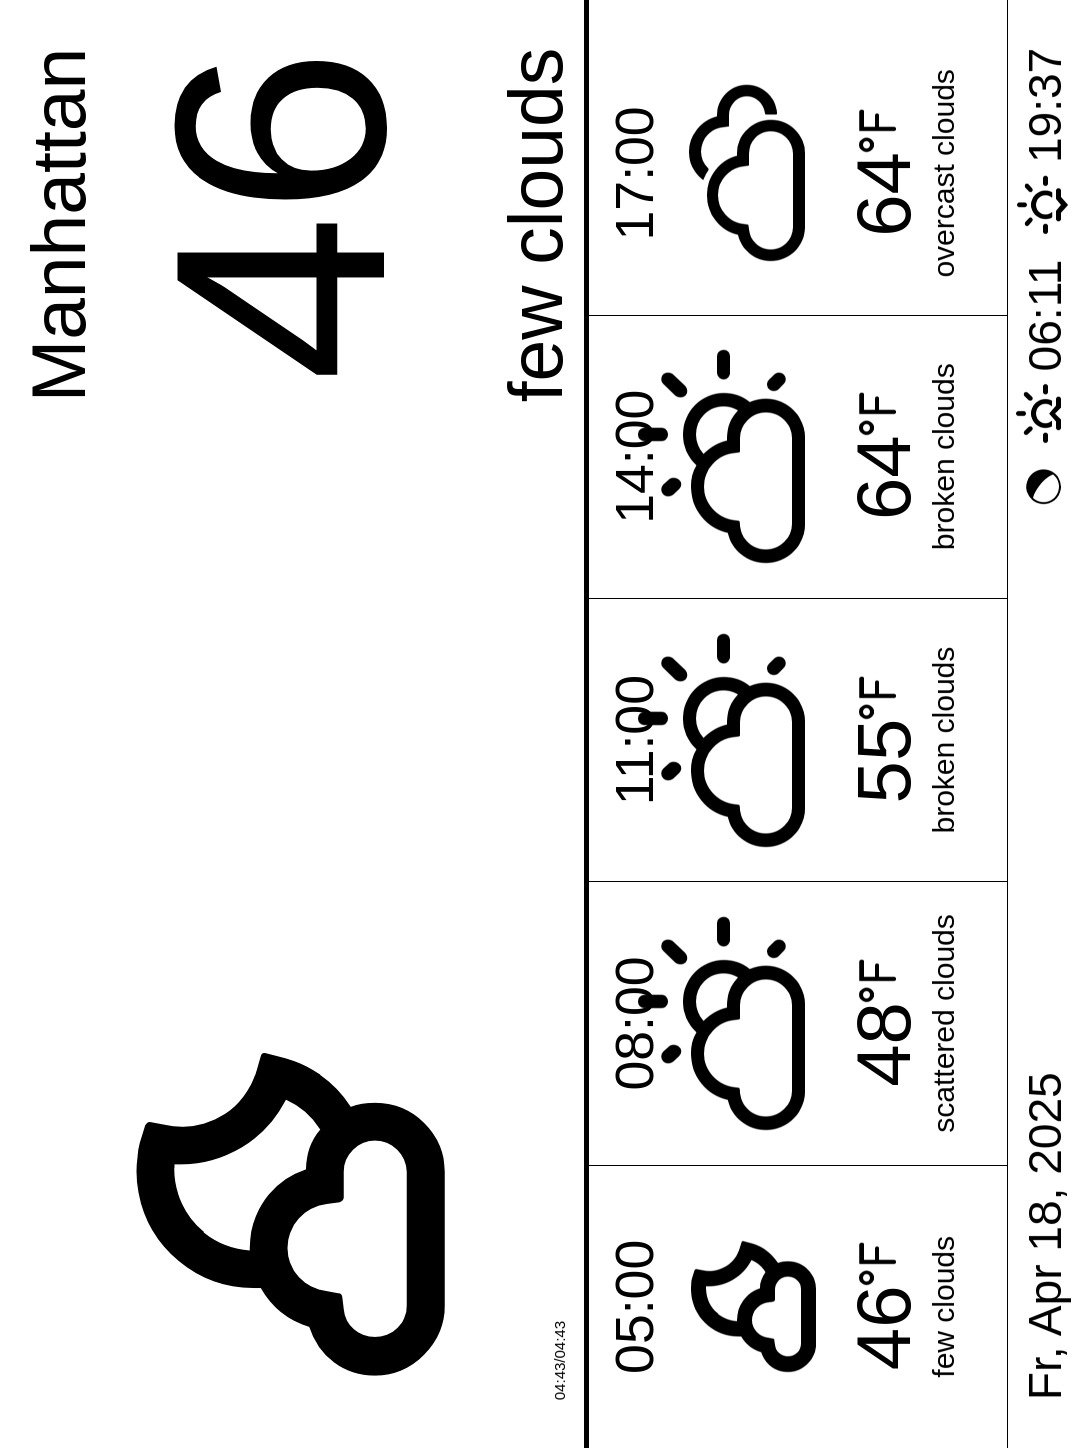 Manhattan
46
few clouds
04:43/04:43
05:00
46°F
few clouds
08:00
48°F
scattered clouds
11:00
55°F
broken clouds
14:00
64°F
broken clouds
17:00
64°F
overcast clouds
Fr, Apr 18, 2025
06:11
19:37